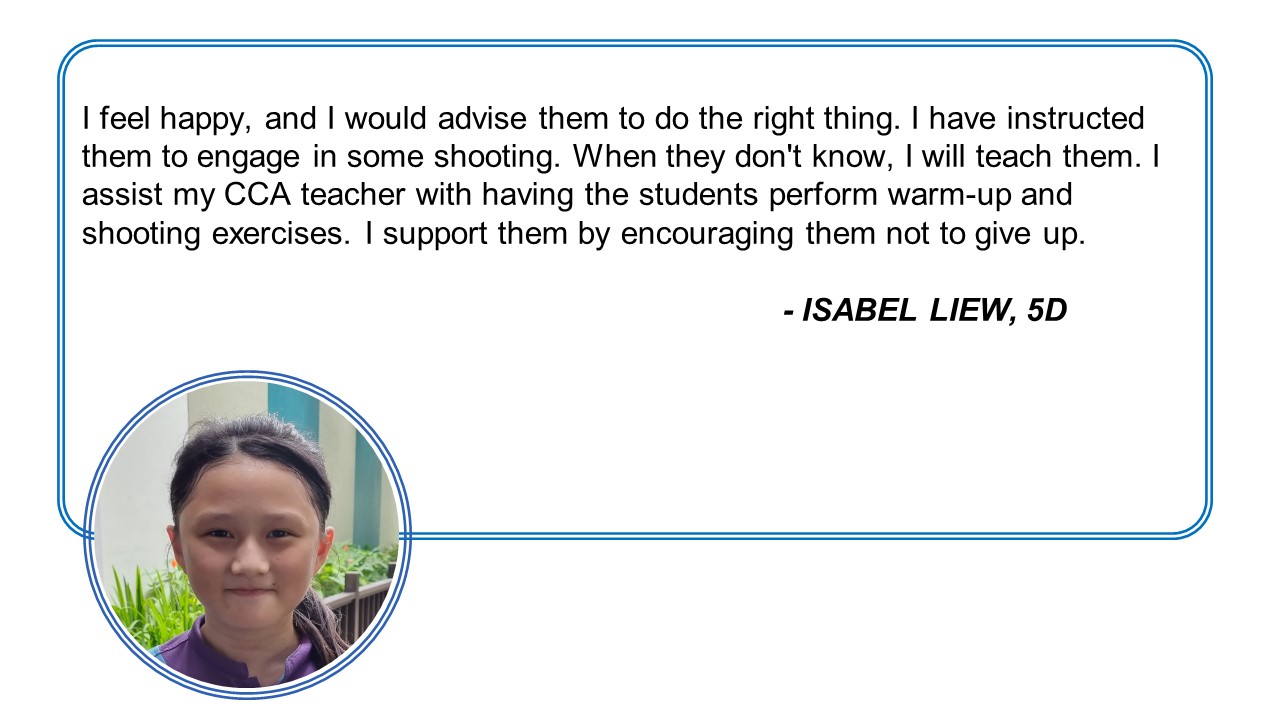 I feel happy, and I would advise them to do the right thing. I have instructed
them to engage in some shooting. When they don't know, I will teach them. I
assist my CCA teacher with having the students perform warm-up and
shooting exercises. I support them by encouraging them not to give up.
- ISABEL LIEW, 5D